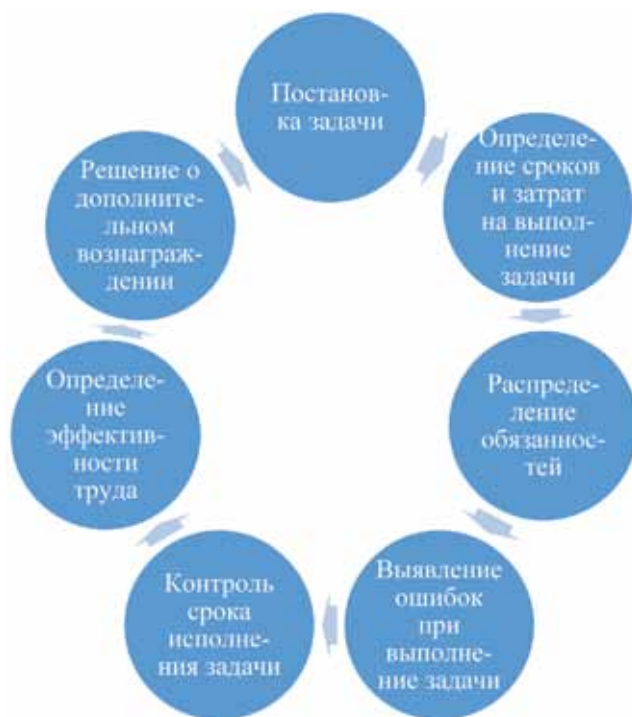 Постанов-
ка задачи
Определе-
ние сроков
и затрат
на выпол-
нение
задачи
Распреде-
ление
обязаннос-
тей
Выявление
ошибок
при
выполне-
ние задачи
Контроль
срока
исполне-
ния задачи
Определе-
ние
эффектив-
ности
труда
Решение о
дополните-
льном
вознаграж-
дении